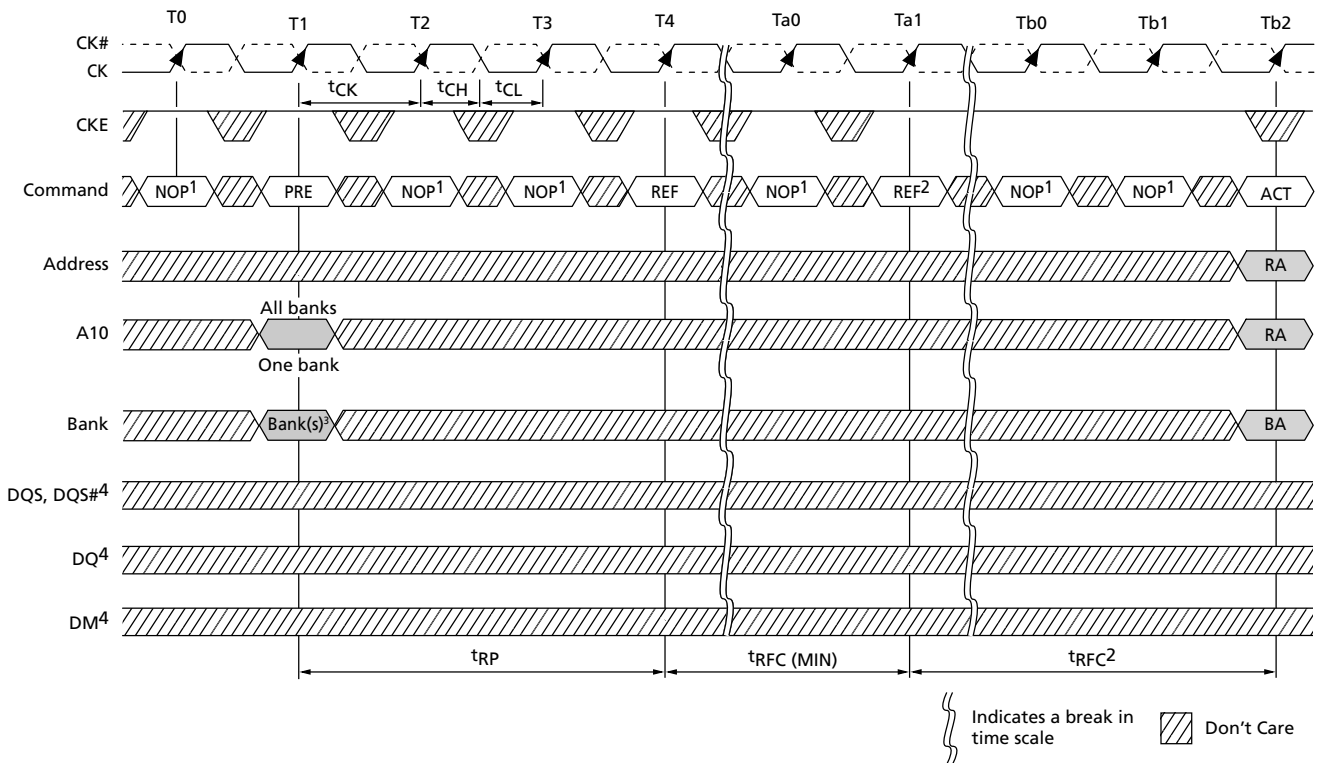 T0 T1 T2 T3 T4 Ta0 Ta1 Tb0 Tb1 Tb2
CK#
CK
tCK tCH tCL
CKE
Command NOP1 PRE NOP1 NOP1 REF NOP1 REF2 NOP1 NOP1 ACT
Address RA
All banks
A10 RA
One bank
Bank Bank(s)3 BA
DQS, DQS#4
DQ4
DM4
tRP tRFC (MIN) tRFC2
Indicates a break in
time scale
Don't Care